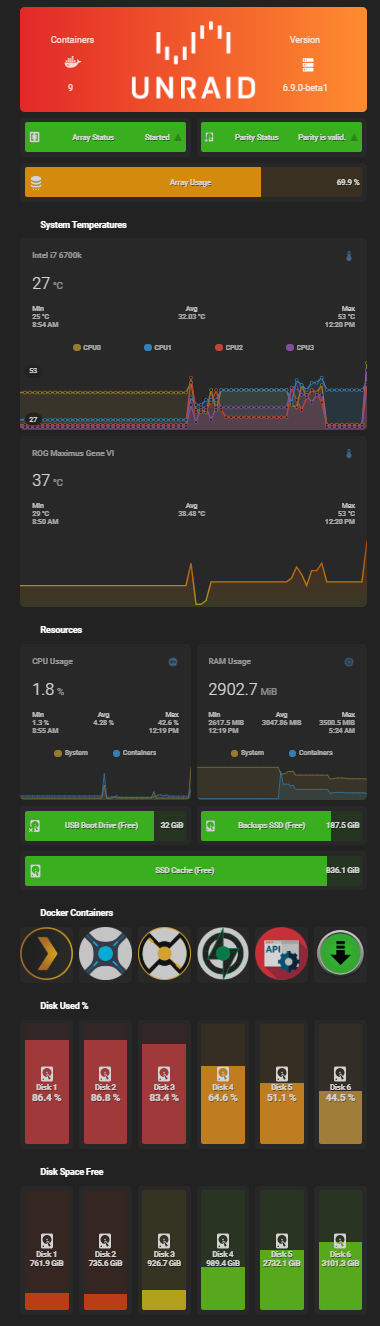 Containers
9
UNRAID
Version
6.9.0-beta1
Array Status Started
Parity Status Parity is valid.
Array Usage 69.9 %
System Temperatures
Intel i7 6700k
27 °C
Min Avg Max
25 °C 32.03 °C 53 °C
8:54 AM 12:20 PM
CPU0 CPU1 CPU2 CPU3
53
27
ROG Maximus Gene VI
37 °C
Min Avg Max
29 °C 38.48 °C 53 °C
8:50 AM 12:20 PM
Resources
CPU Usage
1.8 %
Min Avg Max
1.3 % 4.28 % 42.6 %
8:55 AM 12:19 PM
System Containers
RAM Usage
2902.7 MiB
Min Avg Max
2617.5 MiB 3047.86 MiB 3500.5 MiB
12:19 PM 5:24 AM
System Containers
USB Boot Drive (Free) 32 GiB
Backups SSD (Free) 187.5 GiB
SSD Cache (Free) 836.1 GiB
Docker Containers
API
Disk Used %
Disk 1
86.4 %
Disk 2
86.8 %
Disk 3
83.4 %
Disk 4
64.6 %
Disk 5
51.1 %
Disk 6
44.5 %
Disk Space Free
Disk 1
761.9 GiB
Disk 2
735.6 GiB
Disk 3
926.7 GiB
Disk 4
989.4 GiB
Disk 5
2732.1 GiB
Disk 6
3101.3 GiB